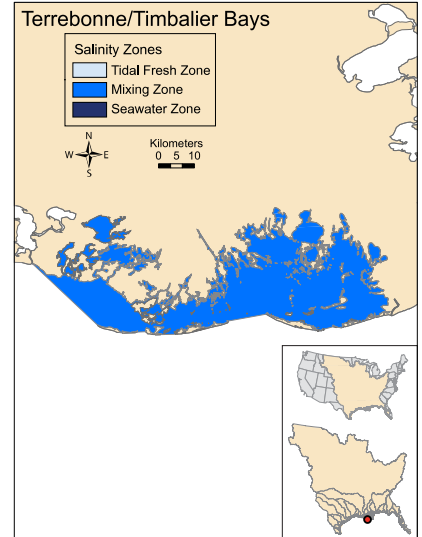 Terrebonne/Timbalier Bays
Salinity Zones
Tidal Fresh Zone
Mixing Zone
Seawater Zone
N
W E
S
Kilometers
0 5 10